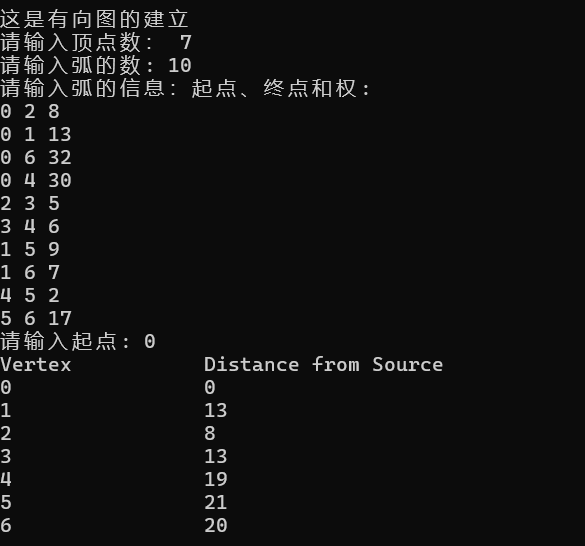 这是有向图的建立
请输入顶点数： 7
请输入弧的数：10
请输入弧的信息：起点、终点和权：
0 2 8
0 1 13
0 6 32
0 4 30
2 3 5
3 4 6
1 5 9
1 6 7
4 5 2
5 6 17
请输入起点：0
Vertex Distance from Source
0 0
1 13
2 8
3 13
4 19
5 21
6 20